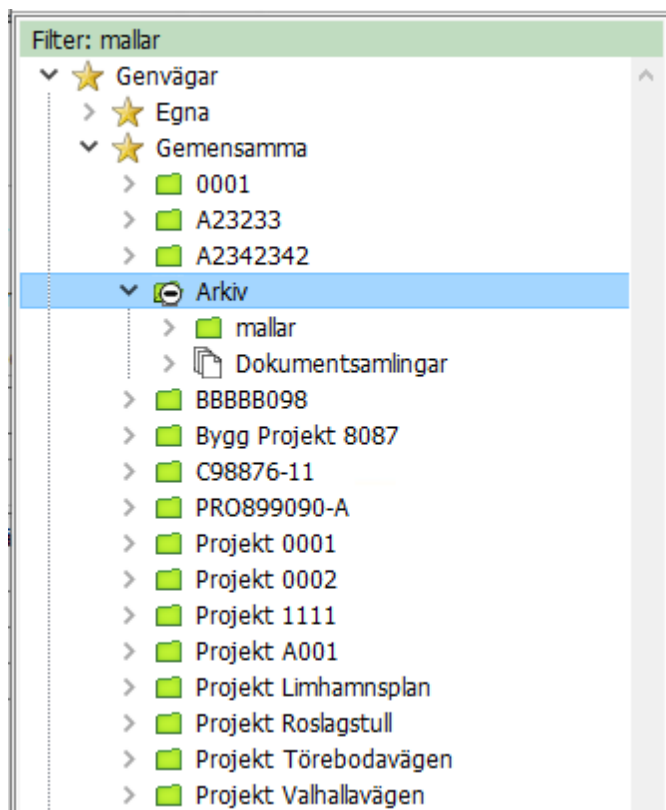 Filter: mallar
Genvägar
Egna
Gemensamma
0001
A23233
A2342342
Arkiv
mallar
Dokumentsamlingar
BBBBB098
Bygg Projekt 8087
C98876-11
PRO899090-A
Projekt 0001
Projekt 0002
Projekt 1111
Projekt A001
Projekt Limhamnsplan
Projekt Roslagstull
Projekt Törebodavägen
Projekt Valhallavägen